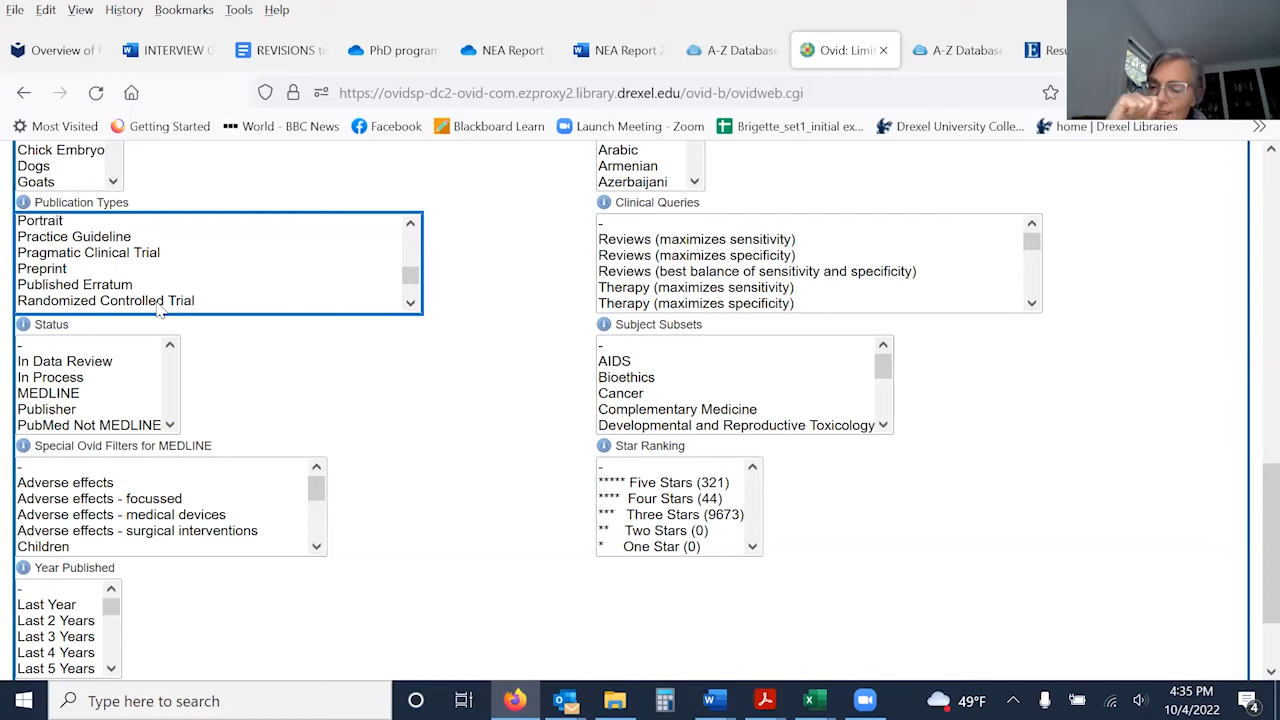 File Edit View History Bookmarks Tools Help
Overview of INTERVIEW REVISIONS to PhD program NEA Report NEA Report 2 A-Z Database Ovid: Limit A-Z Database Resu
https://ovidsp-dc2-ovid-com.ezproxy2.library.drexel.edu/ovid-b/ovidweb.cgi
Most Visited Getting Started World - BBC News Facebook Blackboard Learn Launch Meeting - Zoom Brigette_set1_initial ex... Drexel University Colle... home | Drexel Libraries
Chick Embryo
Dogs
Goats
Arabic
Armenian
Azerbaijani
Publication Types
Portrait
Practice Guideline
Pragmatic Clinical Trial
Preprint
Published Erratum
Randomized Controlled Trial
Clinical Queries
-
Reviews (maximizes sensitivity)
Reviews (maximizes specificity)
Reviews (best balance of sensitivity and specificity)
Therapy (maximizes sensitivity)
Therapy (maximizes specificity)
Status
-
In Data Review
In Process
MEDLINE
Publisher
PubMed Not MEDLINE
Subject Subsets
-
AIDS
Bioethics
Cancer
Complementary Medicine
Developmental and Reproductive Toxicology
Special Ovid Filters for MEDLINE
-
Adverse effects
Adverse effects - focussed
Adverse effects - medical devices
Adverse effects - surgical interventions
Children
Star Ranking
-
***** Five Stars (321)
**** Four Stars (44)
*** Three Stars (9673)
** Two Stars (0)
* One Star (0)
Year Published
-
Last Year
Last 2 Years
Last 3 Years
Last 4 Years
Last 5 Years
Type here to search
49°F
4:35 PM
10/4/2022
4